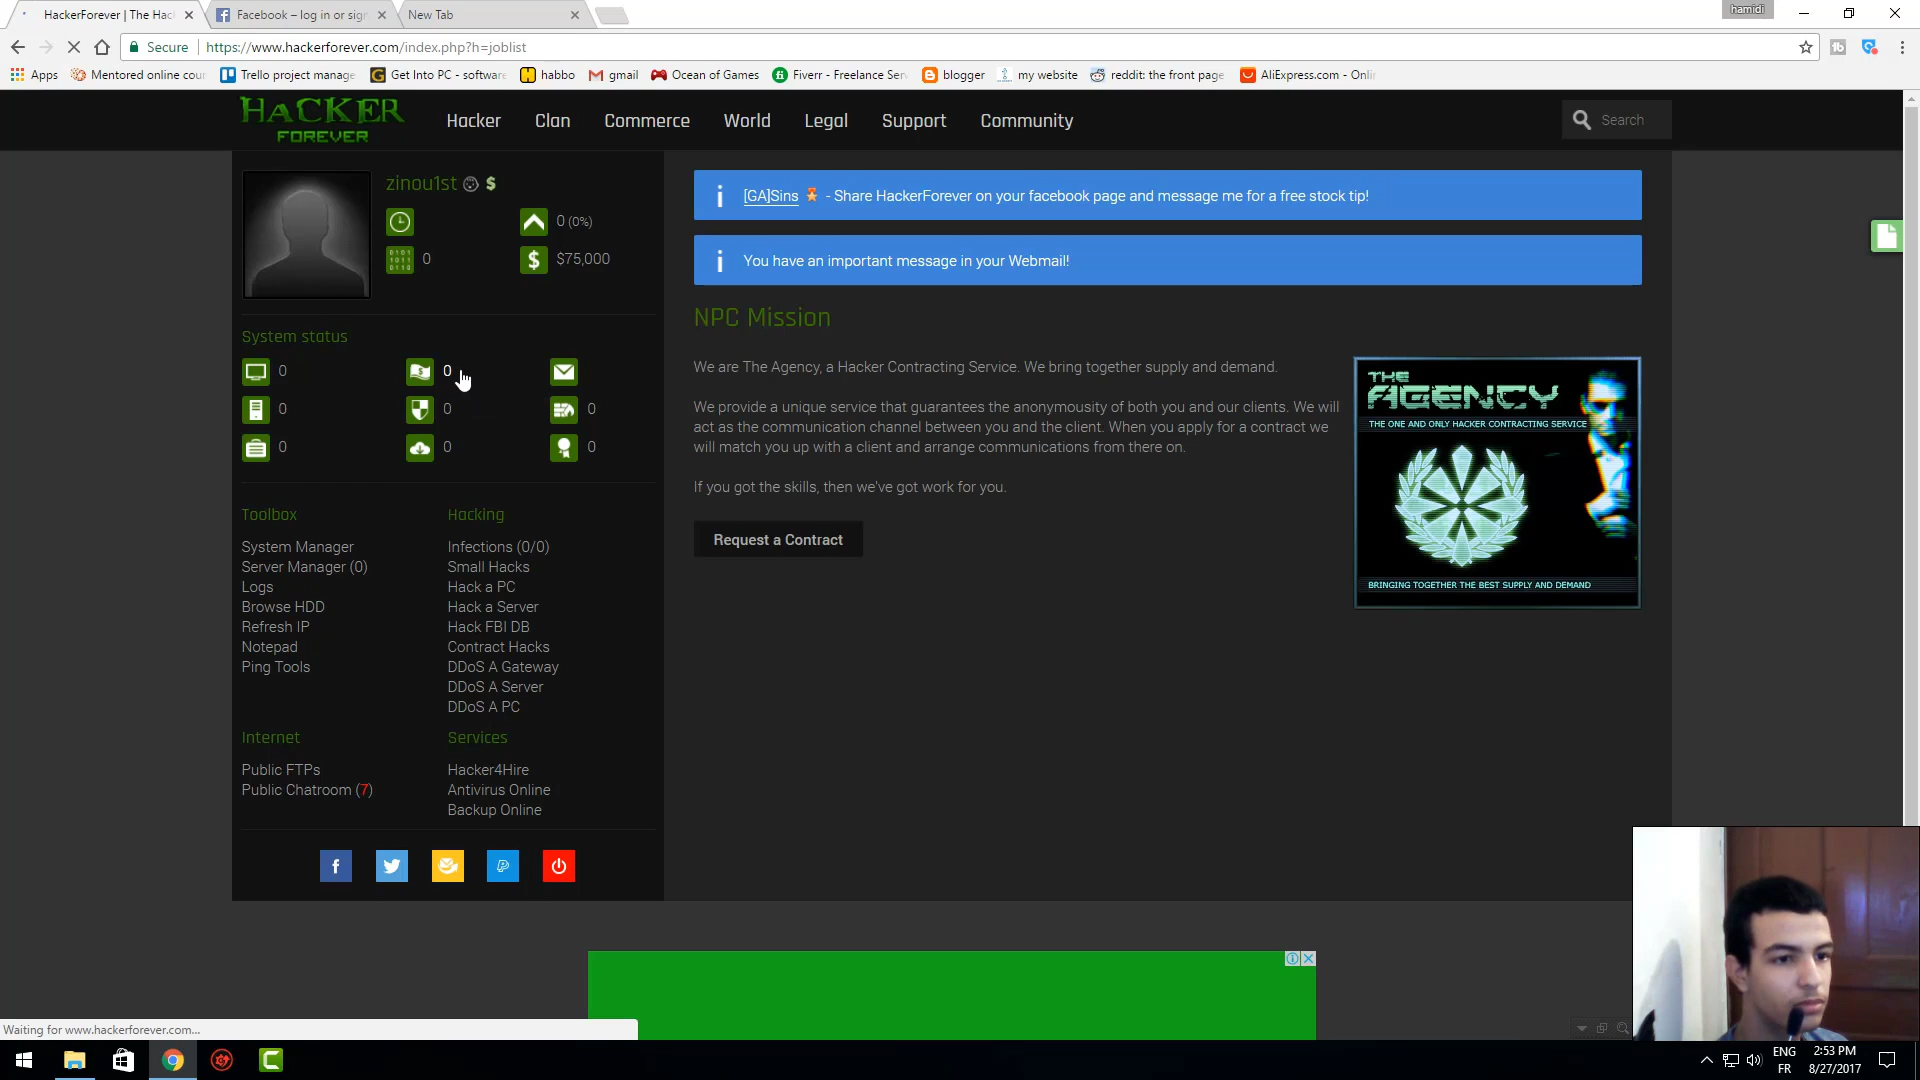 HackerForever | The Hac
Facebook – log in or sign
New Tab
hamidi
Secure
https://www.hackerforever.com/index.php?h=joblist
Apps
Mentored online cou
Trello project manage
Get Into PC - software
habbo
gmail
Ocean of Games
Fiverr - Freelance Serv
blogger
my website
reddit: the front page
AliExpress.com - Onli
HACKER
FOREVER
Hacker
Clan
Commerce
World
Legal
Support
Community
Search
zinou1st
0 (0%)
0
$75,000
[GA]Sins - Share HackerForever on your facebook page and message me for a free stock tip!
You have an important message in your Webmail!
System status
0
0
0
0
0
0
0
0
NPC Mission
We are The Agency, a Hacker Contracting Service. We bring together supply and demand.
We provide a unique service that guarantees the anonymousity of both you and our clients. We will
act as the communication channel between you and the client. When you apply for a contract we
will match you up with a client and arrange communications from there on.
If you got the skills, then we've got work for you.
Request a Contract
THE
AGENCY
THE ONE AND ONLY HACKER CONTRACTING SERVICE
BRINGING TOGETHER THE BEST SUPPLY AND DEMAND
Toolbox
System Manager
Server Manager (0)
Logs
Browse HDD
Refresh IP
Notepad
Ping Tools
Hacking
Infections (0/0)
Small Hacks
Hack a PC
Hack a Server
Hack FBI DB
Contract Hacks
DDoS A Gateway
DDoS A Server
DDoS A PC
Internet
Public FTPs
Public Chatroom (7)
Services
Hacker4Hire
Antivirus Online
Backup Online
Waiting for www.hackerforever.com...
ENG
FR
2:53 PM
8/27/2017